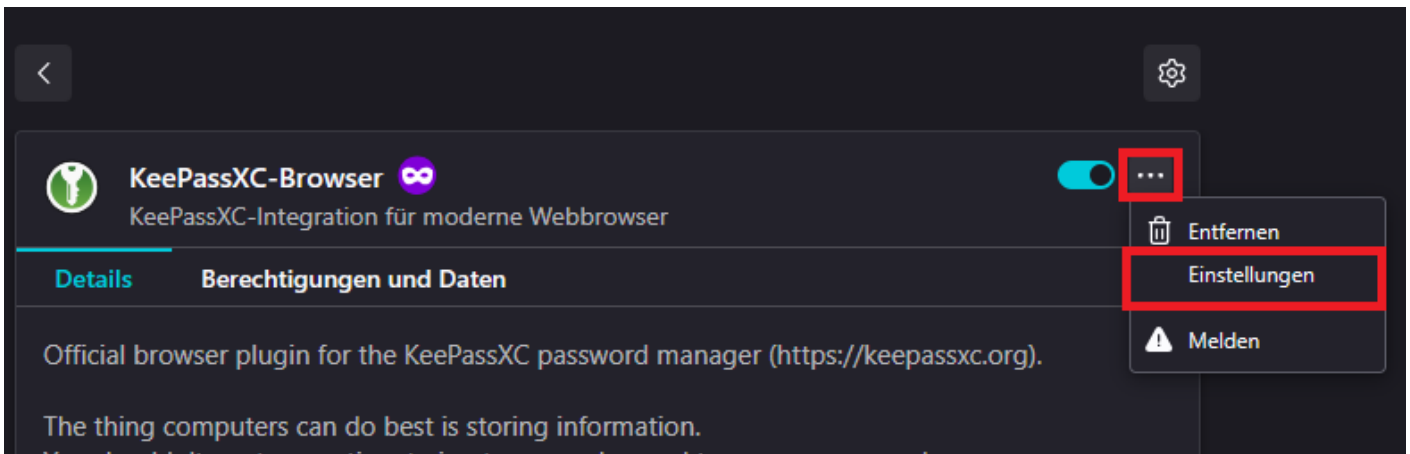 KeePassXC-Browser
KeePassXC-Integration für moderne Webbrowser
Entfernen
Details Berechtigungen und Daten
Einstellungen
Official browser plugin for the KeePassXC password manager (https://keepassxc.org).
Melden
The thing computers can do best is storing information.